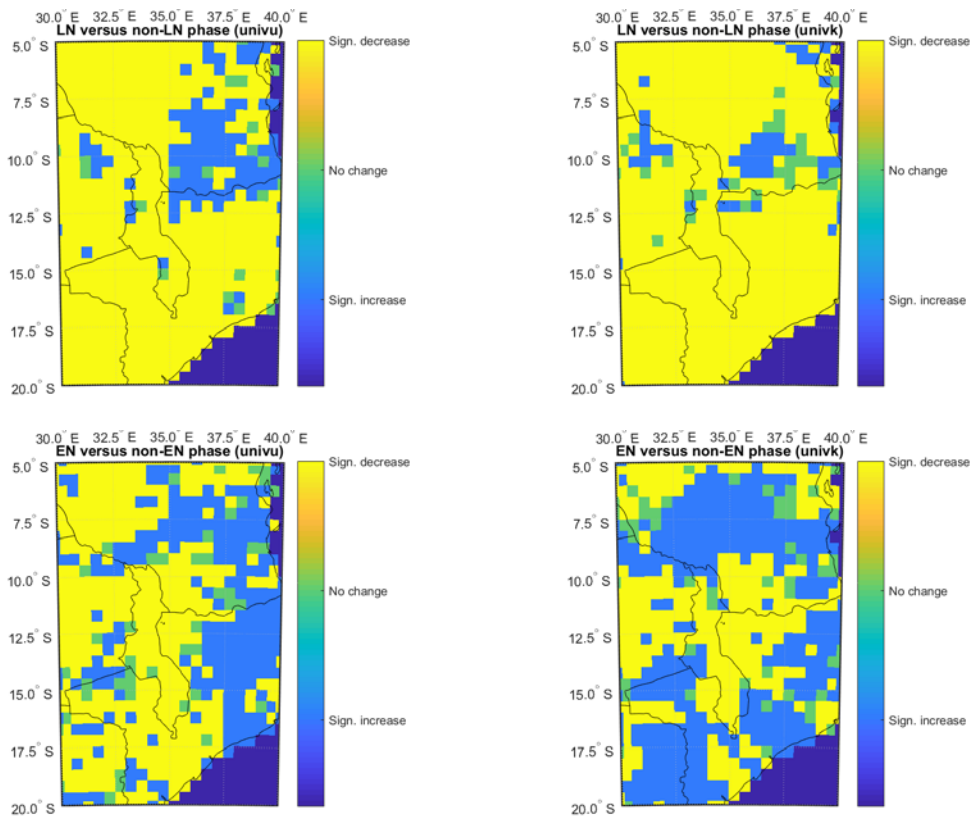 30.0° E 32.5° E 35.0° E 37.5° E 40.0° E
LN versus non-LN phase (univu)
5.0° S
7.5° S
10.0° S
12.5° S
15.0° S
17.5° S
20.0° S
Sign. decrease
No change
Sign. increase
30.0° E 32.5° E 35.0° E 37.5° E 40.0° E
LN versus non-LN phase (univk)
5.0° S
7.5° S
10.0° S
12.5° S
15.0° S
17.5° S
20.0° S
Sign. decrease
No change
Sign. increase
30.0° E 32.5° E 35.0° E 37.5° E 40.0° E
EN versus non-EN phase (univu)
5.0° S
7.5° S
10.0° S
12.5° S
15.0° S
17.5° S
20.0° S
Sign. decrease
No change
Sign. increase
30.0° E 32.5° E 35.0° E 37.5° E 40.0° E
EN versus non-EN phase (univk)
5.0° S
7.5° S
10.0° S
12.5° S
15.0° S
17.5° S
20.0° S
Sign. decrease
No change
Sign. increase